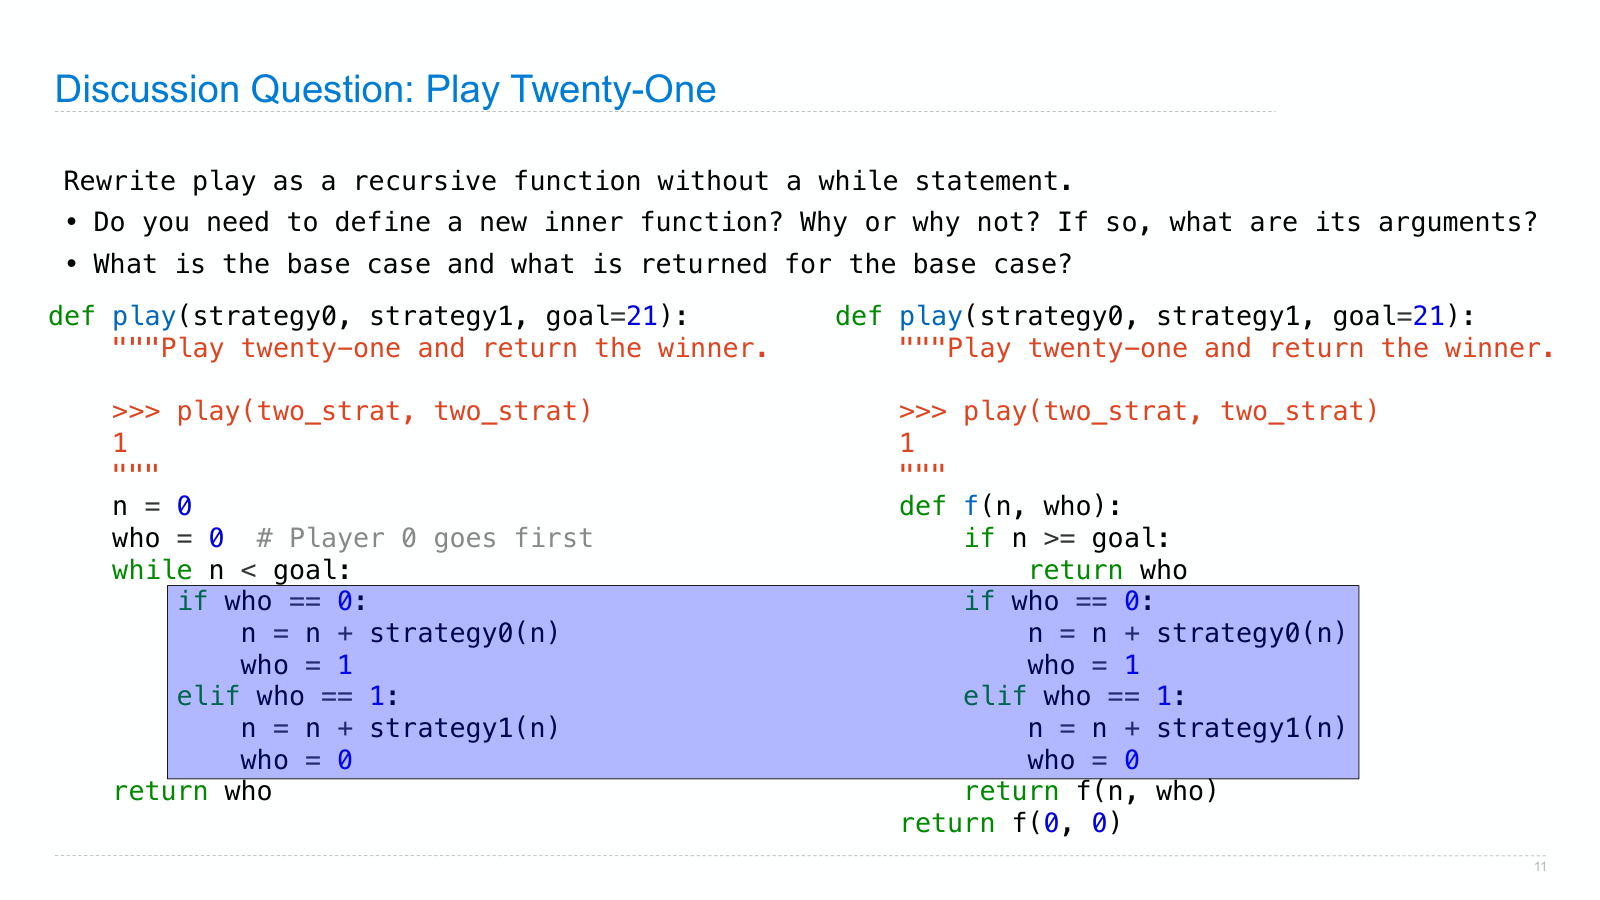 Discussion Question: Play Twenty-One
Rewrite play as a recursive function without a while statement.
• Do you need to define a new inner function? Why or why not? If so, what are its arguments?
• What is the base case and what is returned for the base case?
def play(strategy0, strategy1, goal=21):
    """Play twenty-one and return the winner.

    >>> play(two_strat, two_strat)
    1
    """
    n = 0
    who = 0  # Player 0 goes first
    while n < goal:
        if who == 0:
            n = n + strategy0(n)
            who = 1
        elif who == 1:
            n = n + strategy1(n)
            who = 0
    return who
def play(strategy0, strategy1, goal=21):
    """Play twenty-one and return the winner.

    >>> play(two_strat, two_strat)
    1
    """
    def f(n, who):
        if n >= goal:
            return who
        if who == 0:
            n = n + strategy0(n)
            who = 1
        elif who == 1:
            n = n + strategy1(n)
            who = 0
        return f(n, who)
    return f(0, 0)
11